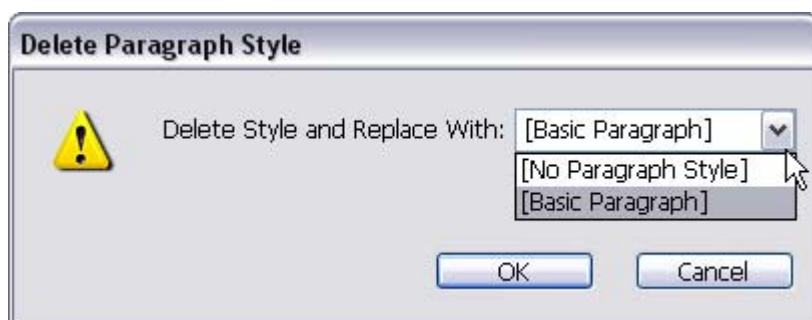 Delete Paragraph Style
Delete Style and Replace With: [Basic Paragraph]
[No Paragraph Style]
[Basic Paragraph]
OK Cancel